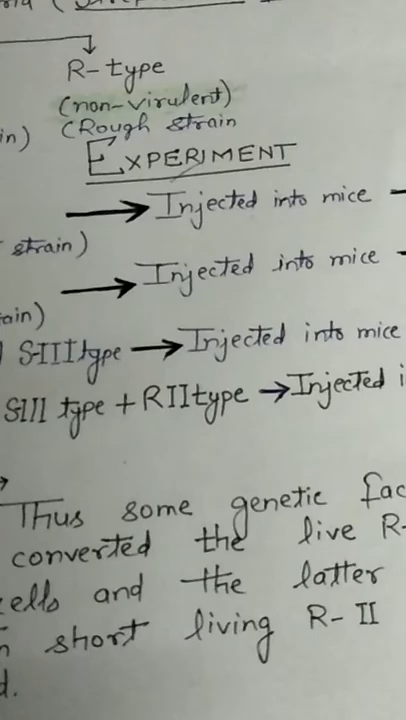 R-type
(non-virulent)
in) (Rough strain
EXPERIMENT
→ Injected into mice
strain)
→ Injected into mice
ain)
S-III type → Injected into mice
SIII type + RII type → Injected i
Thus some genetic fac
converted the live R-
cells and the latter
n short living R-II
d.